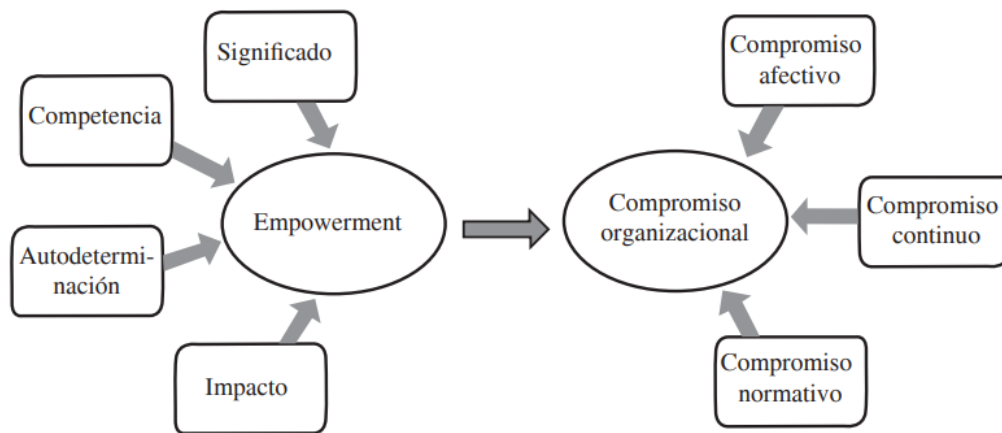 Significado
Competencia
Autodetermi-
nación
Impacto
Empowerment
Compromiso
organizacional
Compromiso
afectivo
Compromiso
continuo
Compromiso
normativo